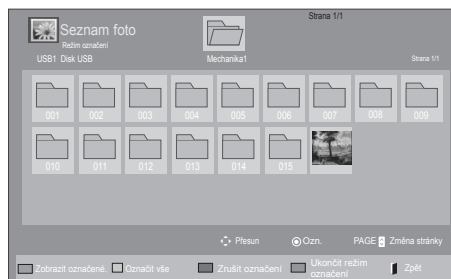 Strana 1/1
Seznam foto
Režim označení
USB1 Disk USB
Mechanika1
Strana 1/1
001 002 003 004 005 006 007 008 009
010 011 012 013 014 015
Přesun Ozn. PAGE Změna stránky
Zobrazit označené. Označit vše Zrušit označení Ukončit režim označení Zpět